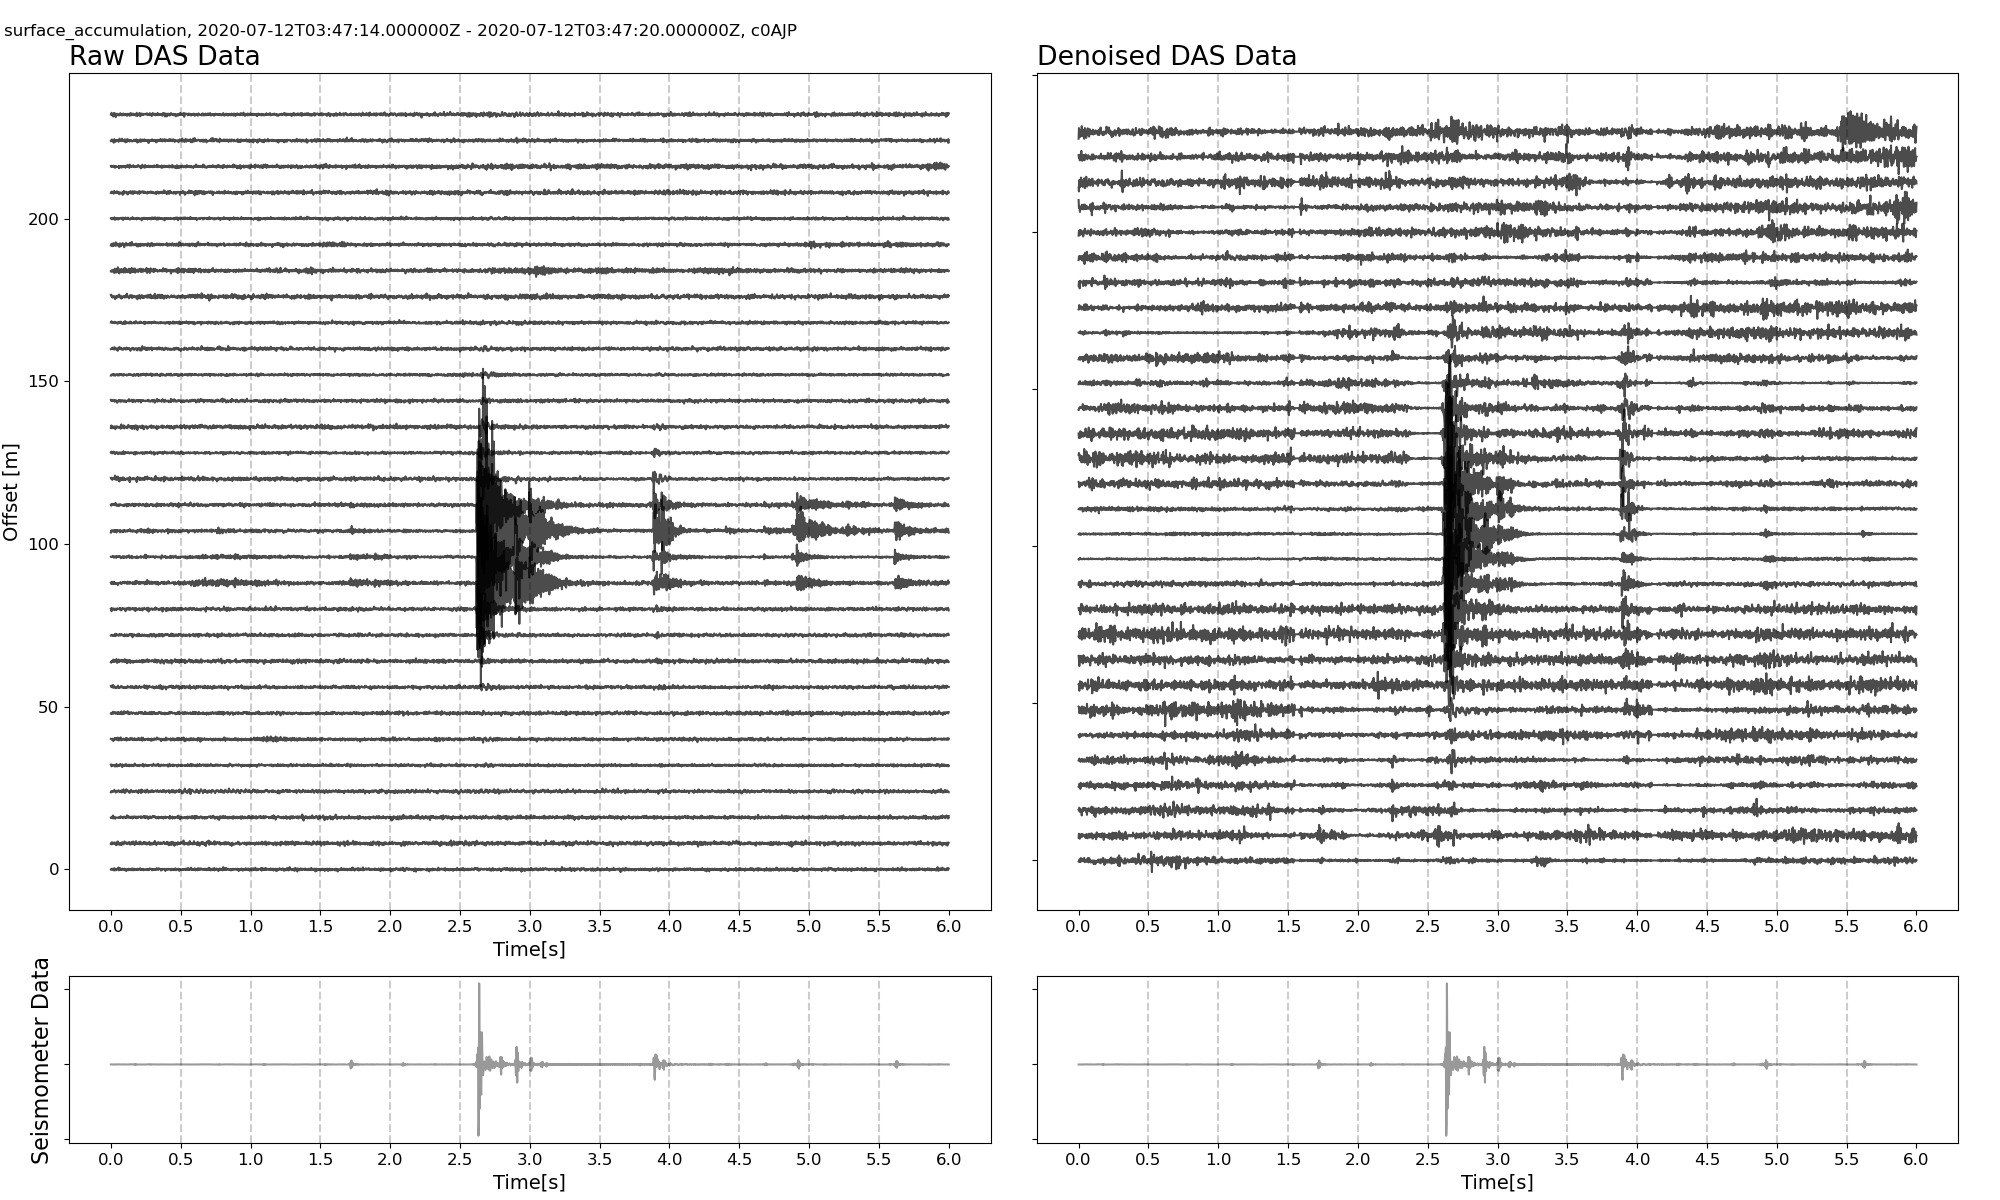 surface_accumulation, 2020-07-12T03:47:14.000000Z - 2020-07-12T03:47:20.000000Z, c0AJP
Raw DAS Data
Denoised DAS Data
Offset [m]
200
150
100
50
0
0.0 0.5 1.0 1.5 2.0 2.5 3.0 3.5 4.0 4.5 5.0 5.5 6.0
Time[s]
0.0 0.5 1.0 1.5 2.0 2.5 3.0 3.5 4.0 4.5 5.0 5.5 6.0
Seismometer Data
0.0 0.5 1.0 1.5 2.0 2.5 3.0 3.5 4.0 4.5 5.0 5.5 6.0
Time[s]
0.0 0.5 1.0 1.5 2.0 2.5 3.0 3.5 4.0 4.5 5.0 5.5 6.0
Time[s]